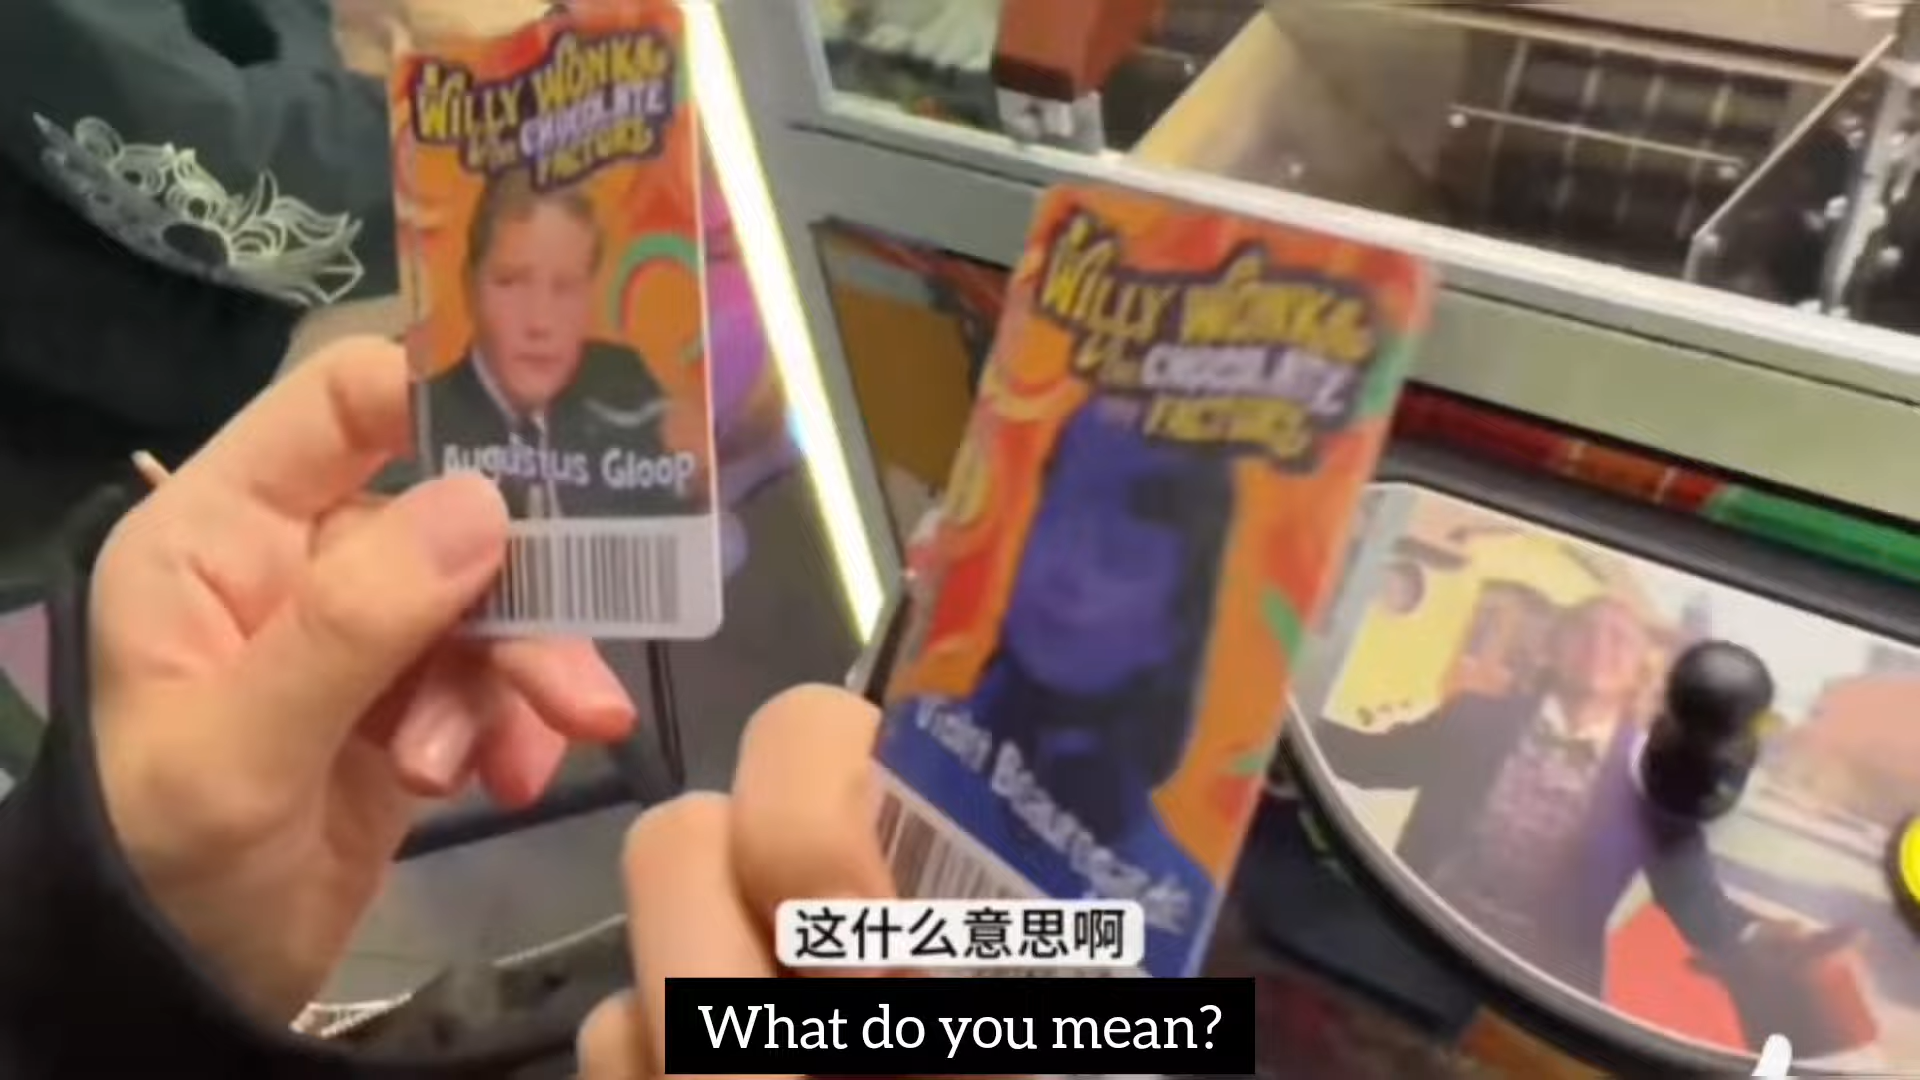 WILLY WONKA
& the CHOCOLATE
FACTORY
Augustus Gloop
WILLY WONKA
& the CHOCOLATE
FACTORY
这什么意思啊
What do you mean?